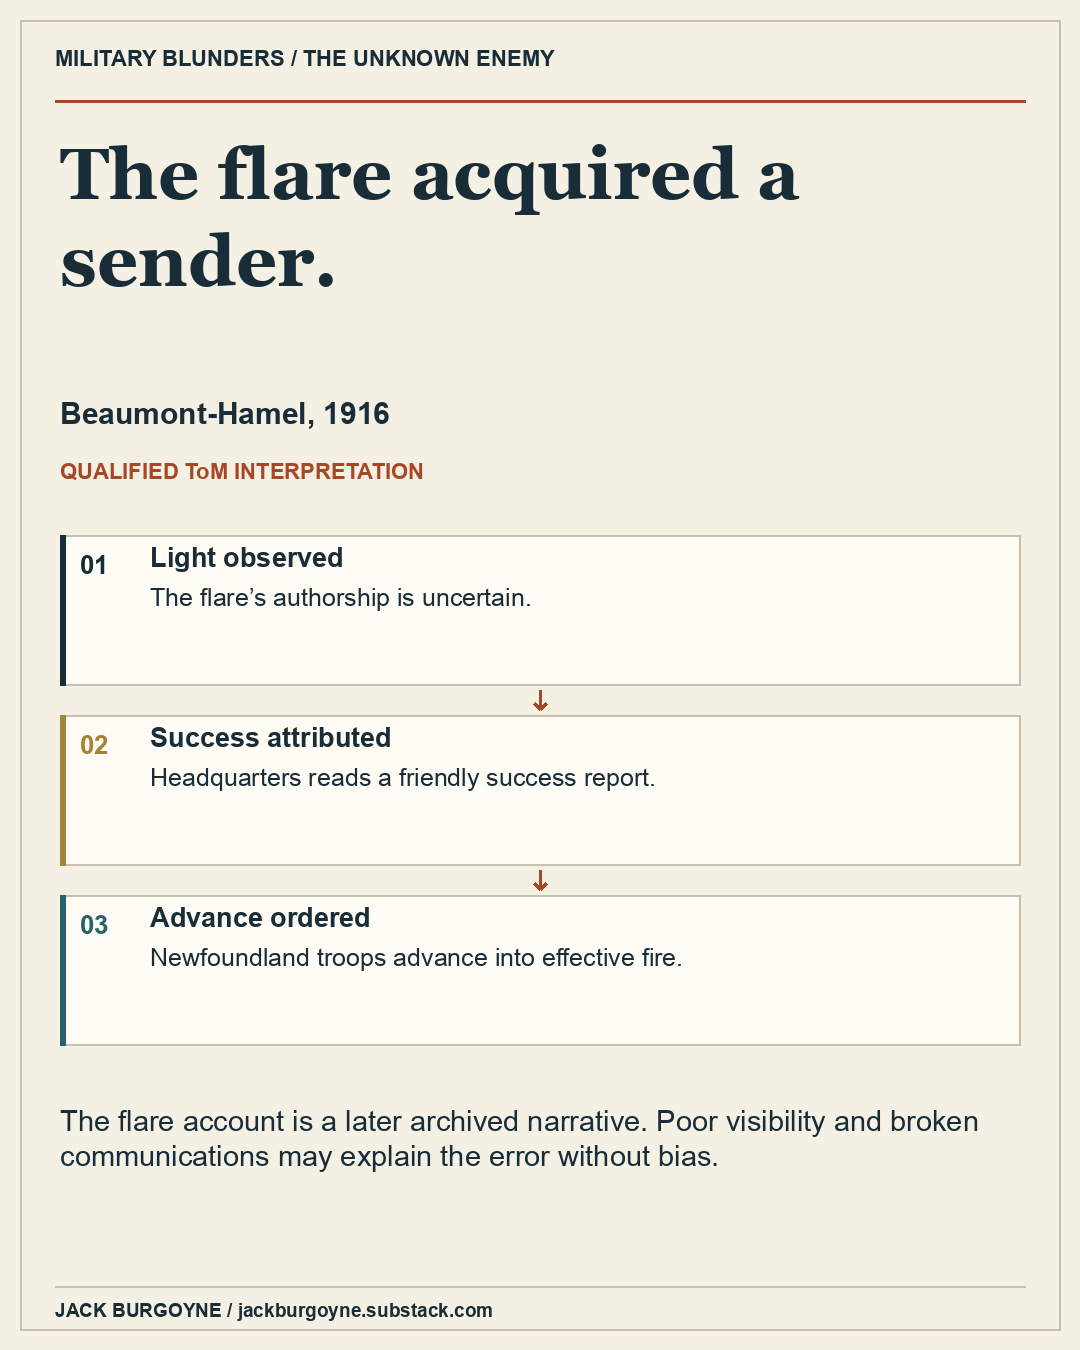 MILITARY BLUNDERS / THE UNKNOWN ENEMY
The flare acquired a
sender.
Beaumont-Hamel, 1916
QUALIFIED ToM INTERPRETATION
01
Light observed
The flare’s authorship is uncertain.
↓
02
Success attributed
Headquarters reads a friendly success report.
↓
03
Advance ordered
Newfoundland troops advance into effective fire.
The flare account is a later archived narrative. Poor visibility and broken
communications may explain the error without bias.
JACK BURGOYNE / jackburgoyne.substack.com